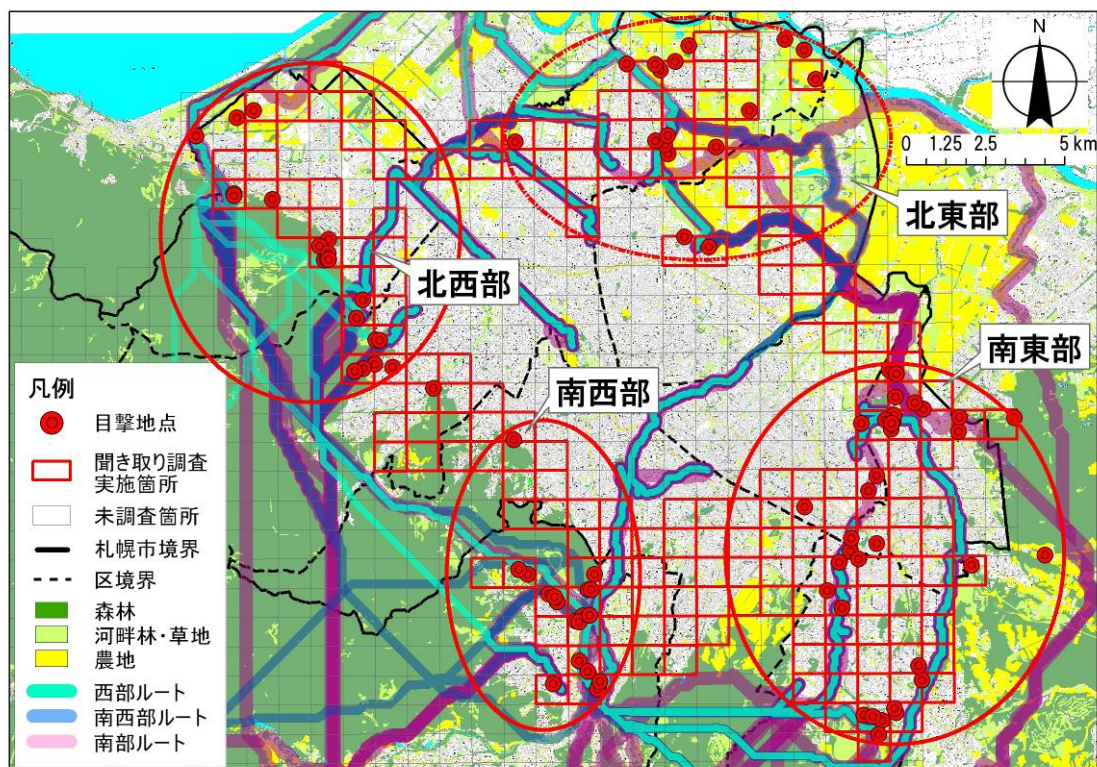 N
0 1.25 2.5 5 km
北東部
北西部
南東部
南西部
凡例
目撃地点
聞き取り調査
実施箇所
未調査箇所
札幌市境界
区境界
森林
河畔林・草地
農地
西部ルート
南西部ルート
南部ルート